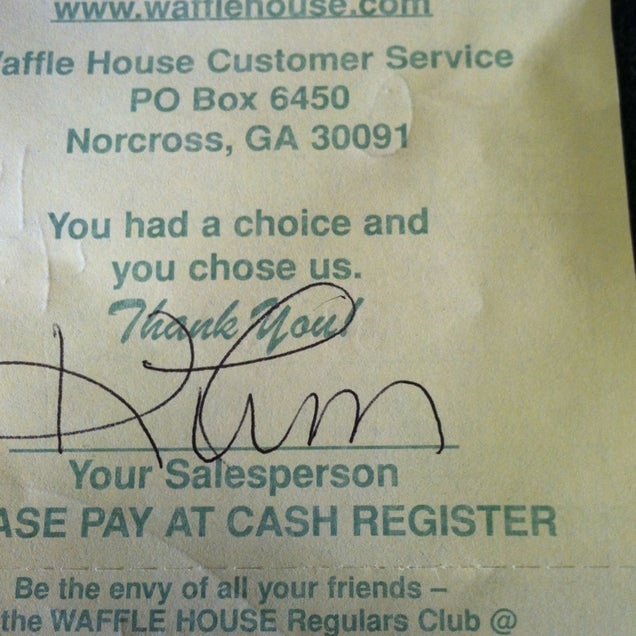 www.wafflehouse.com
affle House Customer Service
PO Box 6450
Norcross, GA 30091
You had a choice and
you chose us.
Thank You!
Your Salesperson
ASE PAY AT CASH REGISTER
Be the envy of all your friends –
the WAFFLE HOUSE Regulars Club @